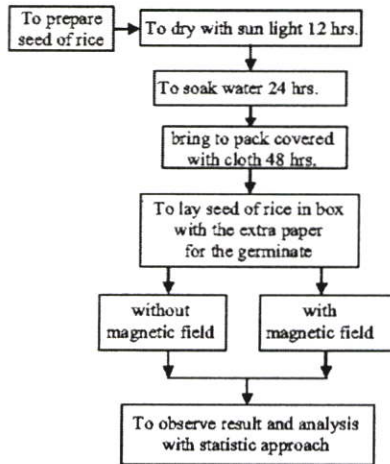 To prepare
seed of rice
To dry with sun light 12 hrs.
To soak water 24 hrs.
bring to pack covered
with cloth 48 hrs.
To lay seed of rice in box
with the extra paper
for the germinate
without
magnetic field
with
magnetic field
To observe result and analysis
with statistic approach